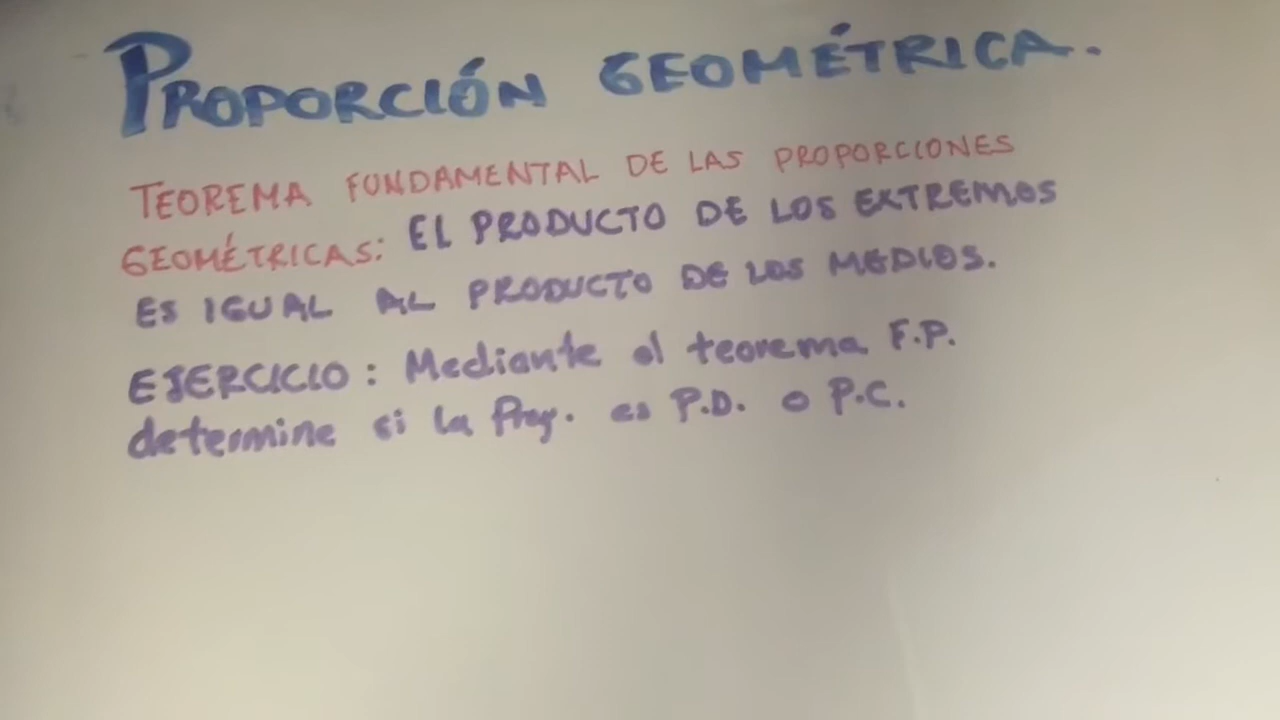 PROPORCIÓN GEOMÉTRICA.
TEOREMA FUNDAMENTAL DE LAS PROPORCIONES
GEOMÉTRICAS: EL PRODUCTO DE LOS EXTREMOS
ES IGUAL AL PRODUCTO DE LOS MEDIOS.
EJERCICIO: Mediante el teorema F.P.
determine si la es P.D. o P.C.